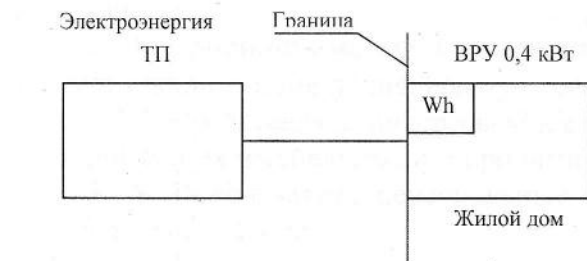 Электроэнергия
Граница
ТП
ВРУ 0,4 кВт
Wh
Жилой дом